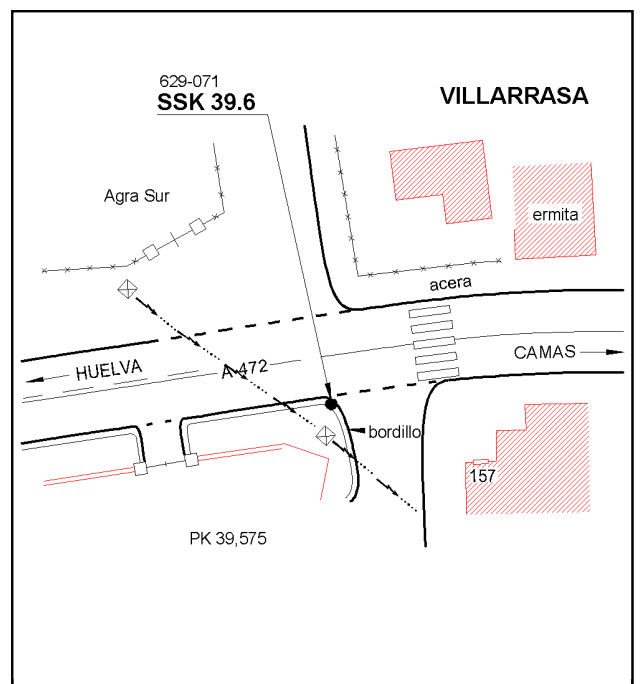 629-071
SSK 39.6
VILLARRASA
Agra Sur
ermita
acera
HUELVA
A-472
CAMAS
bordillo
157
PK 39,575